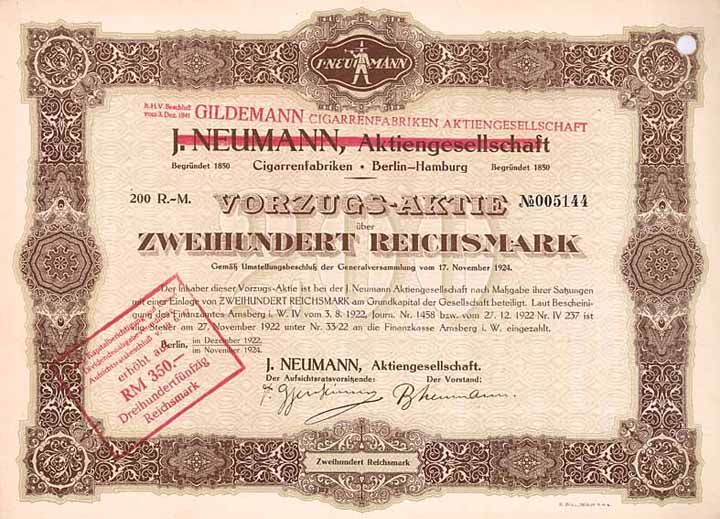 J. NEUMANN
R.H.V. Beschluß
vom 3. Dez. 1941
GILDEMANN CIGARRENFABRIKEN AKTIENGESELLSCHAFT
J. NEUMANN, Aktiengesellschaft
Begründet 1850 Cigarrenfabriken • Berlin–Hamburg Begründet 1850
200 R.-M. VORZUGS-AKTIE №005144
über
ZWEIHUNDERT REICHSMARK
Gemäß Umstellungsbeschluß der Generalversammlung vom 17. November 1924.
Der Inhaber dieser Vorzugs-Aktie ist bei der J. Neumann Aktiengesellschaft nach Maßgabe ihrer Satzungen
mit einer Einlage von ZWEIHUNDERT REICHSMARK am Grundkapital der Gesellschaft beteiligt. Laut Bescheini-
gung des Finanzamtes Arnsberg i. W. IV vom 3. 8. 1922, Journ. Nr. 1458 bzw. vom 27. 12. 1922 Nr. IV 237 ist
die Steuer am 27. November 1922 unter Nr. 33-22 an die Finanzkasse Arnsberg i. W. eingezahlt.
Berlin, im Dezember 1922.
im November 1924.
J. NEUMANN, Aktiengesellschaft.
Der Aufsichtsratsvorsitzende: Der Vorstand:
Kapitalberichtigung
Aufsichtsratsbeschluß
erhöht auf
RM 350.—
Dreihundertfünfzig
Reichsmark
Zweihundert Reichsmark